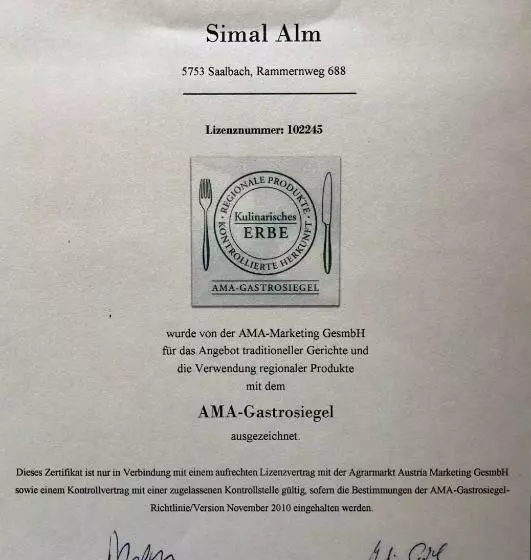 Simal Alm
5753 Saalbach, Rammernweg 688
Lizenznummer: 102245
· REGIONALE PRODUKTE ·
Kulinarisches
ERBE
KONTROLLIERTE HERKUNFT
AMA-GASTROSIEGEL
wurde von der AMA-Marketing GesmbH
für das Angebot traditioneller Gerichte und
die Verwendung regionaler Produkte
mit dem
AMA-Gastrosiegel
ausgezeichnet.
Dieses Zertifikat ist nur in Verbindung mit einem aufrechten Lizenzvertrag mit der Agrarmarkt Austria Marketing GesmbH
sowie einem Kontrollvertrag mit einer zugelassenen Kontrollstelle gültig, sofern die Bestimmungen der AMA-Gastrosiegel-
Richtlinie/Version November 2010 eingehalten werden.